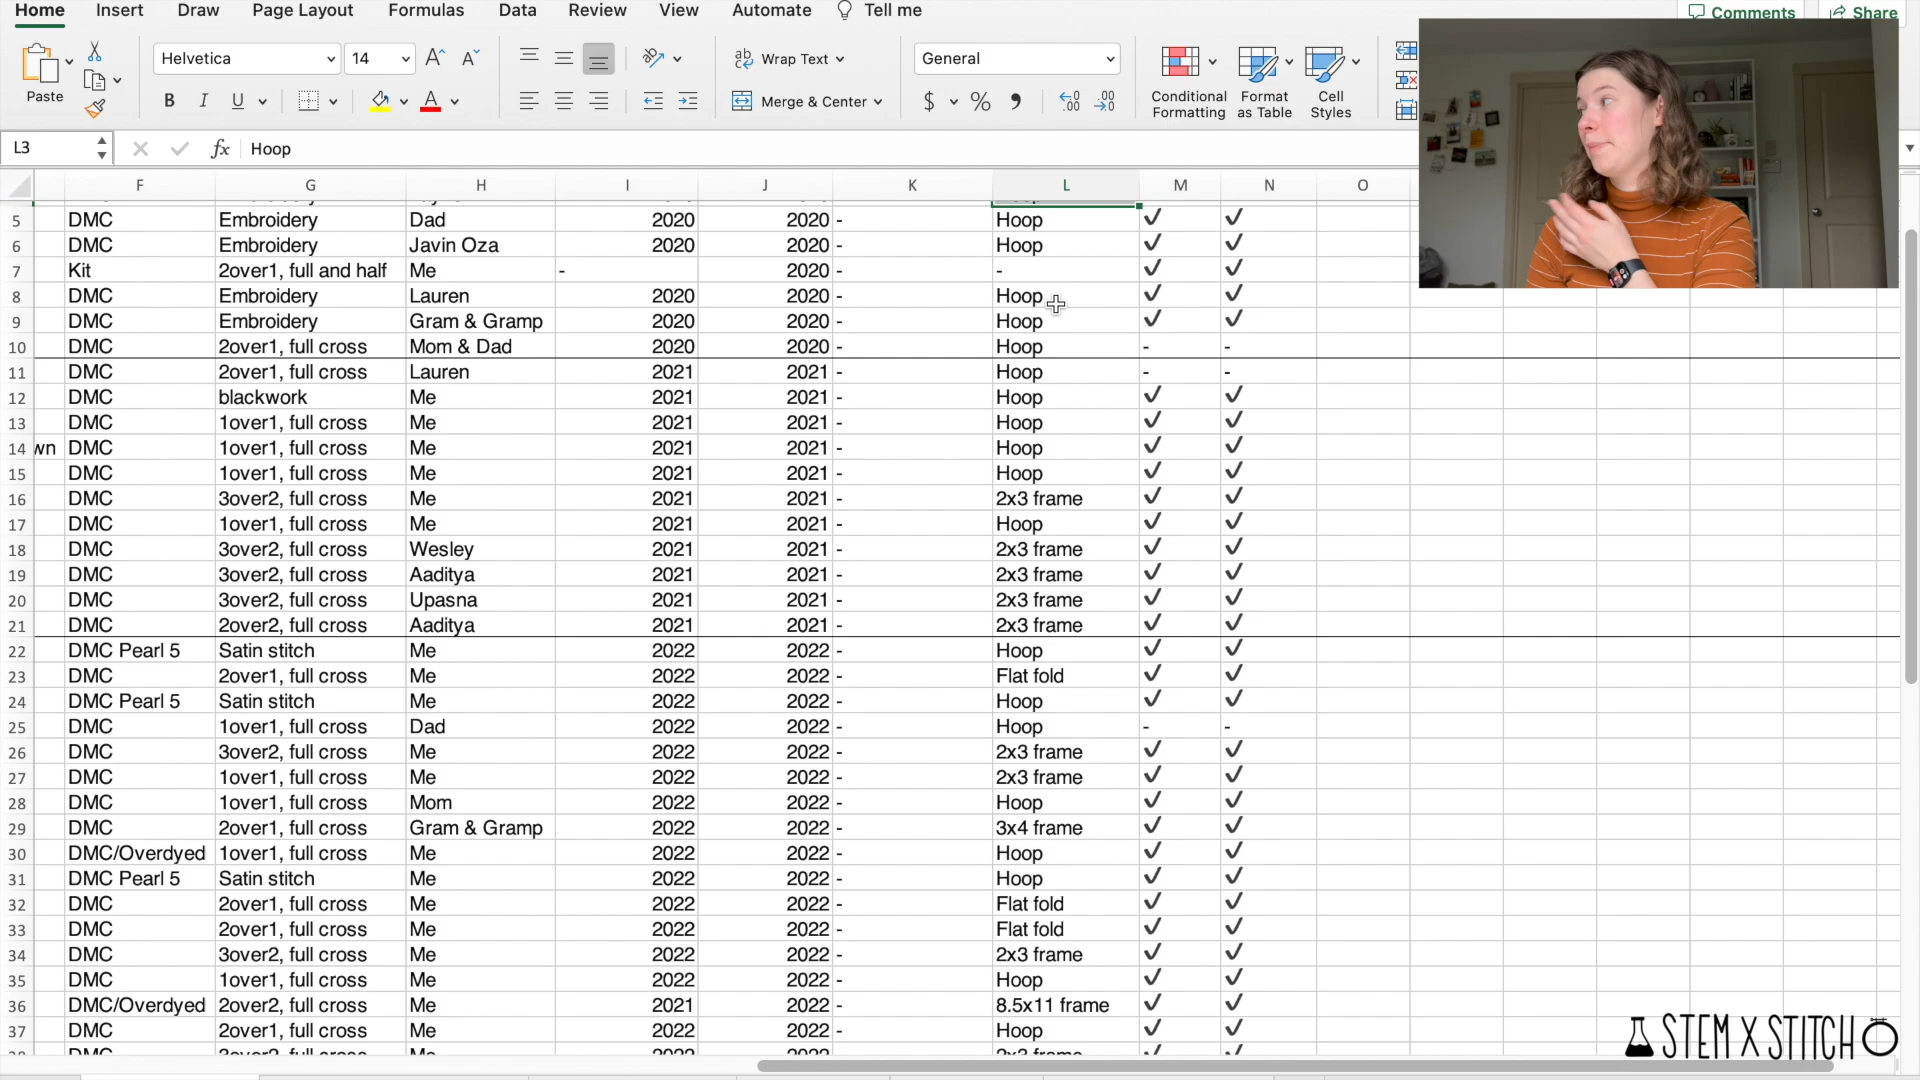 Home Insert Draw Page Layout Formulas Data Review View Automate Tell me Comments Share
Paste Helvetica 14 A A ab Wrap Text General Conditional Formatting Format as Table Cell Styles
B I U A Merge & Center $ % 9 .00 .00
L3 fx Hoop
F G H I J K L M N O
5 DMC Embroidery Dad 2020 2020 - Hoop ✓ ✓
6 DMC Embroidery Javin Oza 2020 2020 - Hoop ✓ ✓
7 Kit 2over1, full and half Me - 2020 - - ✓ ✓
8 DMC Embroidery Lauren 2020 2020 - Hoop ✓ ✓
9 DMC Embroidery Gram & Gramp 2020 2020 - Hoop ✓ ✓
10 DMC 2over1, full cross Mom & Dad 2020 2020 - Hoop - -
11 DMC 2over1, full cross Lauren 2021 2021 - Hoop - -
12 DMC blackwork Me 2021 2021 - Hoop ✓ ✓
13 DMC 1over1, full cross Me 2021 2021 - Hoop ✓ ✓
14 wn DMC 1over1, full cross Me 2021 2021 - Hoop ✓ ✓
15 DMC 1over1, full cross Me 2021 2021 - Hoop ✓ ✓
16 DMC 3over2, full cross Me 2021 2021 - 2x3 frame ✓ ✓
17 DMC 1over1, full cross Me 2021 2021 - Hoop ✓ ✓
18 DMC 3over2, full cross Wesley 2021 2021 - 2x3 frame ✓ ✓
19 DMC 3over2, full cross Aaditya 2021 2021 - 2x3 frame ✓ ✓
20 DMC 3over2, full cross Upasna 2021 2021 - 2x3 frame ✓ ✓
21 DMC 2over2, full cross Aaditya 2021 2021 - 2x3 frame ✓ ✓
22 DMC Pearl 5 Satin stitch Me 2022 2022 - Hoop ✓ ✓
23 DMC 2over1, full cross Me 2022 2022 - Flat fold ✓ ✓
24 DMC Pearl 5 Satin stitch Me 2022 2022 - Hoop ✓ ✓
25 DMC 1over1, full cross Dad 2022 2022 - Hoop - -
26 DMC 3over2, full cross Me 2022 2022 - 2x3 frame ✓ ✓
27 DMC 1over1, full cross Me 2022 2022 - 2x3 frame ✓ ✓
28 DMC 1over1, full cross Mom 2022 2022 - Hoop ✓ ✓
29 DMC 2over1, full cross Gram & Gramp 2022 2022 - 3x4 frame ✓ ✓
30 DMC/Overdyed 1over1, full cross Me 2022 2022 - Hoop ✓ ✓
31 DMC Pearl 5 Satin stitch Me 2022 2022 - Hoop ✓ ✓
32 DMC 2over1, full cross Me 2022 2022 - Flat fold ✓ ✓
33 DMC 2over1, full cross Me 2022 2022 - Flat fold ✓ ✓
34 DMC 3over2, full cross Me 2022 2022 - 2x3 frame ✓ ✓
35 DMC 1over1, full cross Me 2022 2022 - Hoop ✓ ✓
36 DMC/Overdyed 2over2, full cross Me 2021 2022 - 8.5x11 frame ✓ ✓
37 DMC 2over1, full cross Me 2022 2022 - Hoop ✓ ✓
STEM X STITCH